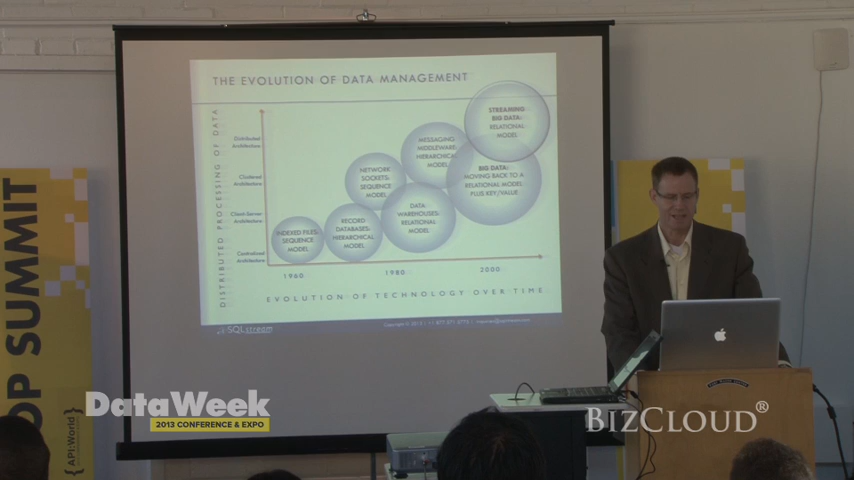 THE EVOLUTION OF DATA MANAGEMENT
DISTRIBUTED PROCESSING OF DATA
Distributed
Architecture
Clustered
Architecture
Client-Server
Architecture
Centralized
Architecture
INDEXED FILES:
SEQUENCE
MODEL
RECORD
DATABASES:
HIERARCHICAL
MODEL
NETWORK
SOCKETS:
SEQUENCE
MODEL
DATA
WAREHOUSES:
RELATIONAL
MODEL
MESSAGING
MIDDLEWARE:
HIERARCHICAL
MODEL
BIG DATA:
MOVING BACK TO A
RELATIONAL MODEL
PLUS KEY/VALUE
STREAMING
BIG DATA:
RELATIONAL
MODEL
1960
1980
2000
EVOLUTION OF TECHNOLOGY OVER TIME
SQLstream
OP SUMMIT
{API:World}
DataWeek
2013 CONFERENCE & EXPO
BIZCLOUD®